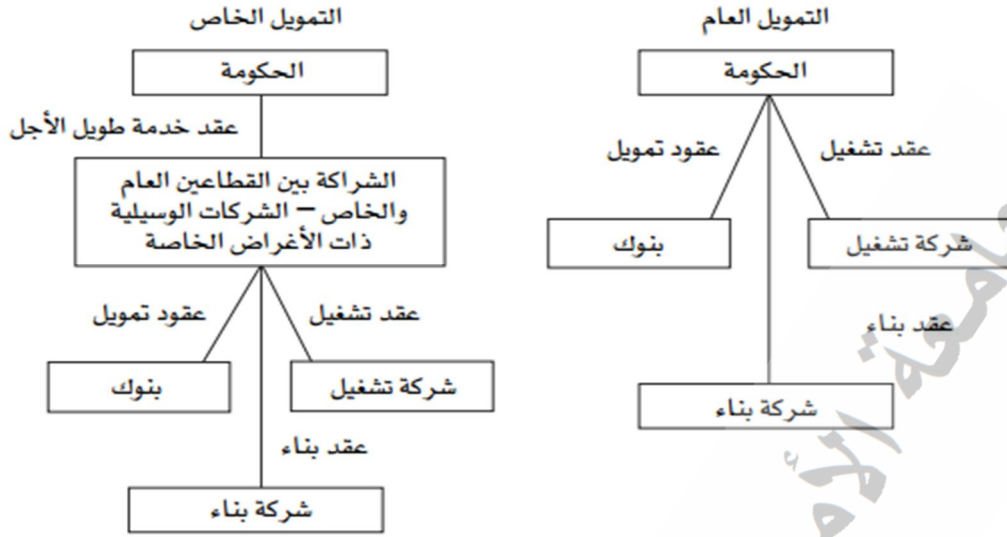 التمويل العام
الحكومة
عقد تشغيل
عقود تمويل
شركة تشغيل
بنوك
عقد بناء
شركة بناء
التمويل الخاص
الحكومة
عقد خدمة طويل الأجل
الشراكة بين القطاعين العام
والخاص – الشركات الوسيلية
ذات الأغراض الخاصة
عقد تشغيل
عقود تمويل
شركة تشغيل
بنوك
عقد بناء
شركة بناء